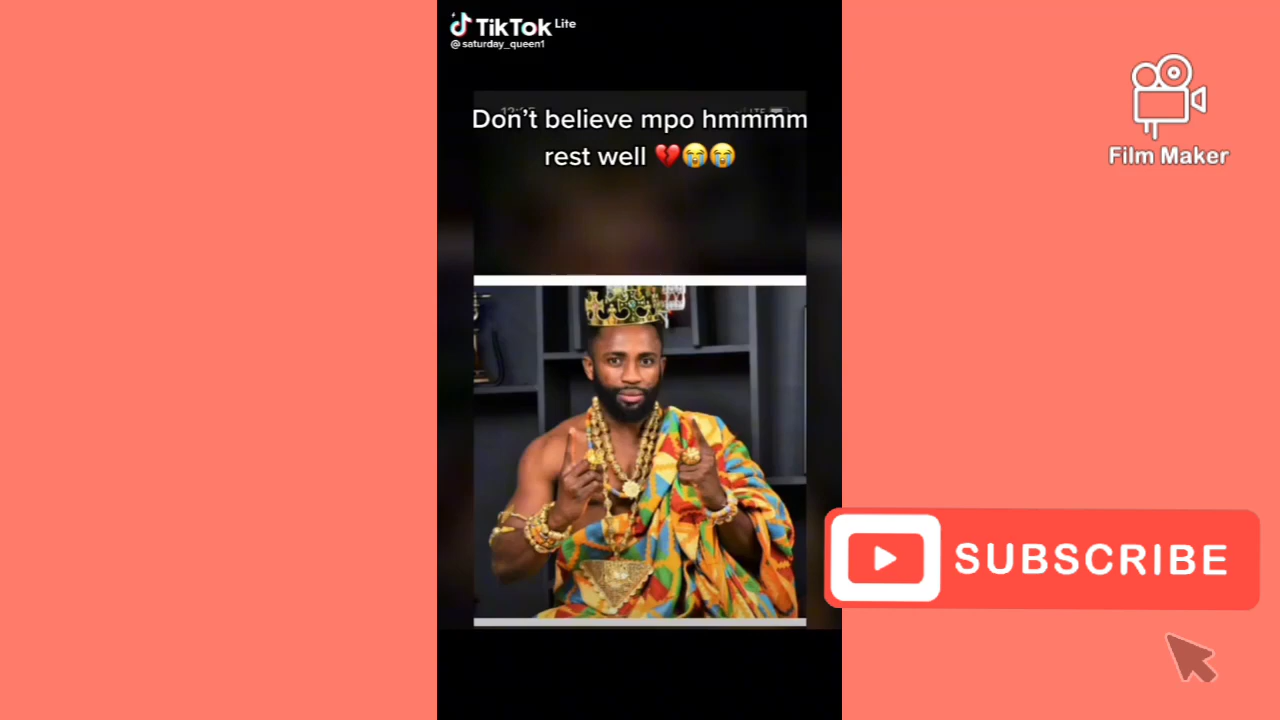 TikTok Lite
@saturday_queen1
Don't believe mpo hmmmm
rest well 💔😭😭
Film Maker
SUBSCRIBE